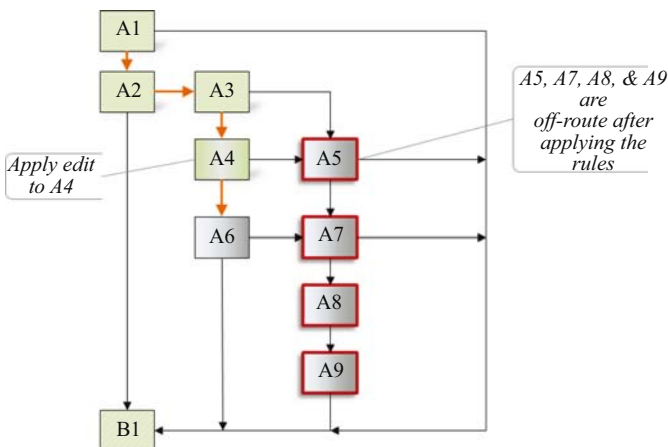 A1
A2
A3
A4
A5
A6
A7
A8
A9
B1
Apply edit
to A4
A5, A7, A8, & A9
are
off-route after
applying the
rules